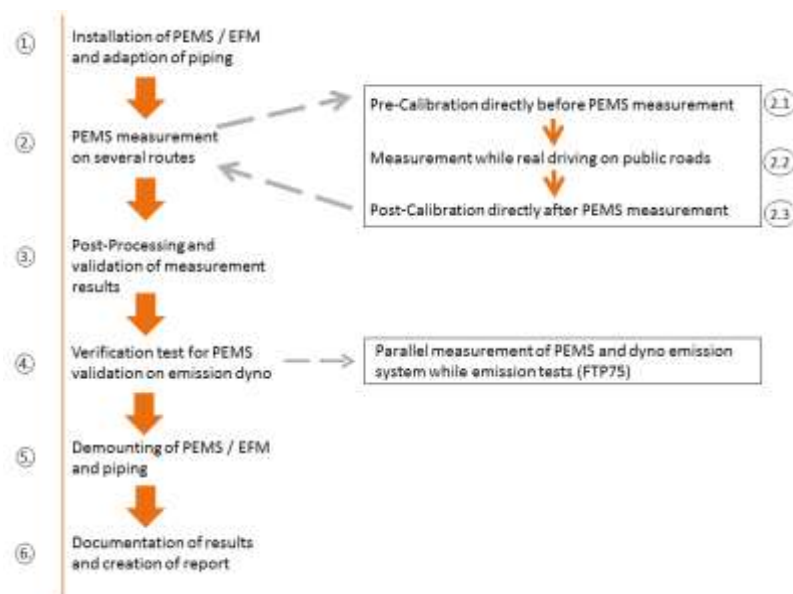 ①.
Installation of PEMS / EFM
and adaption of piping
②.
PEMS measurement
on several routes
Pre-Calibration directly before PEMS measurement
2.1
Measurement while real driving on public roads
2.2
Post-Calibration directly after PEMS measurement
2.3
③.
Post-Processing and
validation of measurement
results
④.
Verification test for PEMS
validation on emission dyno
Parallel measurement of PEMS and dyno emission
system while emission tests (FTP75)
⑤.
Demounting of PEMS / EFM
and piping
⑥.
Documentation of results
and creation of report